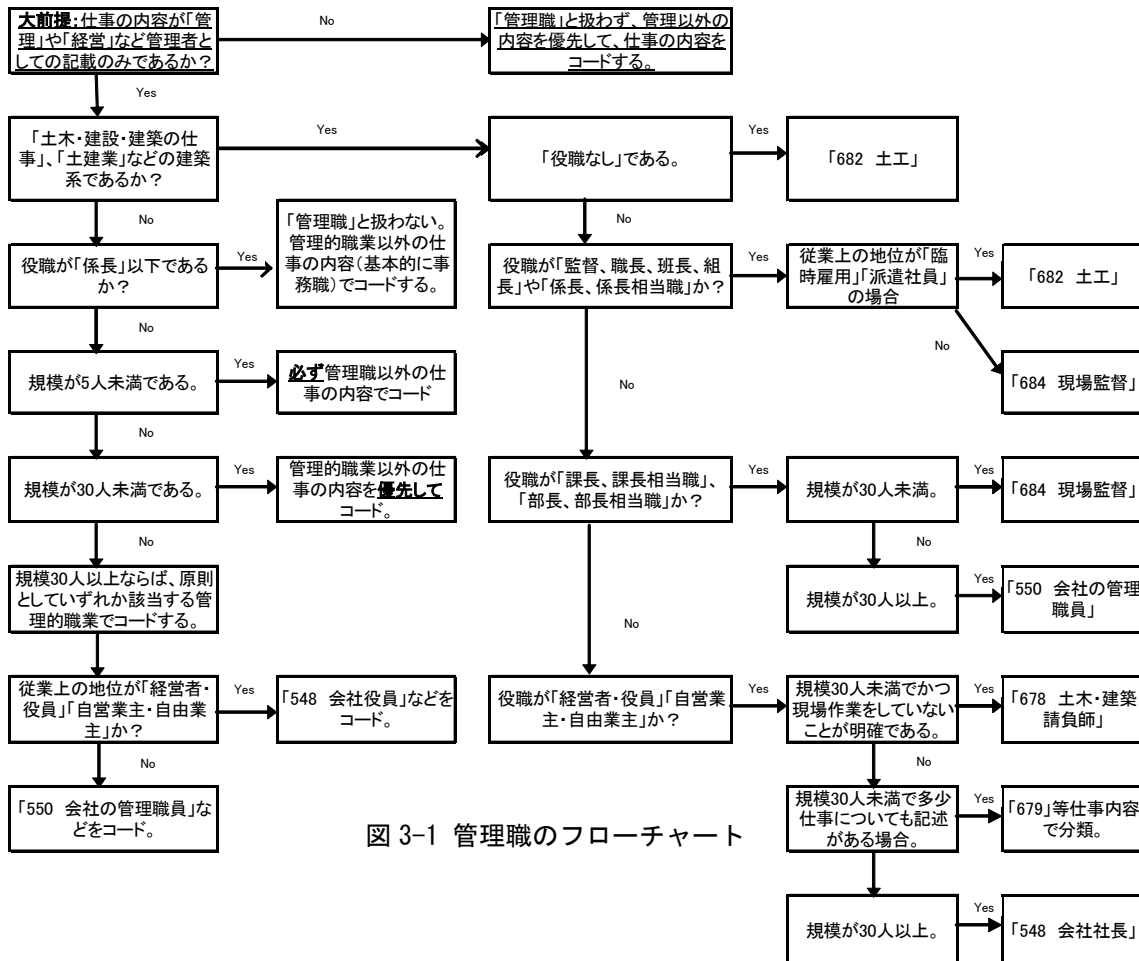 大前提:仕事の内容が「管
理」や「経営」など管理者と
しての記載のみであるか?
No
「管理職」と扱わず、管理以外の
内容を優先して、仕事の内容を
コードする。
Yes
「土木・建設・建築の仕
事」、「土建業」などの建築
系であるか?
Yes
「役職なし」である。
Yes
「682 土工」
No
No
役職が「係長」以下である
か?
Yes
「管理職」と扱わない。
管理的職業以外の仕
事の内容(基本的に事
務職)でコードする。
役職が「監督、職長、班長、組
長」や「係長、係長相当職」か?
Yes
従業上の地位が「臨
時雇用」「派遣社員」
の場合
Yes
「682 土工」
No
No
「684 現場監督」
No
規模が5人未満である。
Yes
必ず管理職以外の仕
事の内容でコード
No
規模が30人未満である。
Yes
管理的職業以外の仕
事の内容を優先して
コード。
役職が「課長、課長相当職」、
「部長、部長相当職」か?
Yes
規模が30人未満。
Yes
「684 現場監督」
No
No
規模30人以上ならば、原則
としていずれか該当する管
理的職業でコードする。
規模が30人以上。
Yes
「550 会社の管理
職員」
No
従業上の地位が「経営者・
役員」「自営業主・自由業
主」か?
Yes
「548 会社役員」などを
コード。
役職が「経営者・役員」「自営業
主・自由業主」か?
Yes
規模30人未満でかつ
現場作業をしていない
ことが明確である。
Yes
「678 土木・建築
請負師」
No
No
「550 会社の管理職員」な
どをコード。
規模30人未満で多少
仕事についても記述
がある場合。
Yes
「679」等仕事内容
で分類。
図 3-1 管理職のフローチャート
規模が30人以上。
Yes
「548 会社社長」